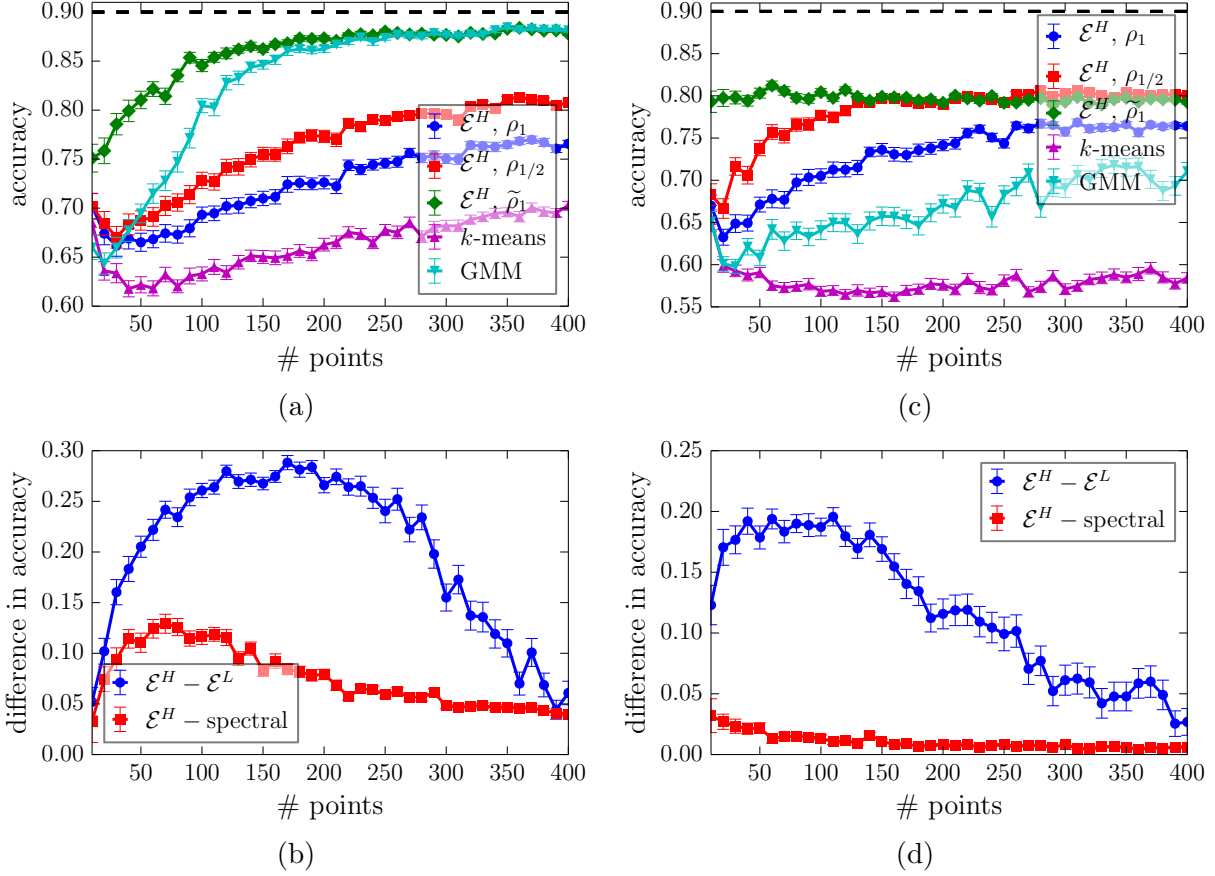 0.90
0.85
0.80
0.75
0.70
0.65
0.60
accuracy
ℰ^H, ρ_1
ℰ^H, ρ_{1/2}
ℰ^H, ρ̃_1
k-means
GMM
50 100 150 200 250 300 350 400
# points
(a)
0.90
0.85
0.80
0.75
0.70
0.65
0.60
0.55
accuracy
ℰ^H, ρ_1
ℰ^H, ρ_{1/2}
ℰ^H, ρ̃_1
k-means
GMM
50 100 150 200 250 300 350 400
# points
(c)
0.30
0.25
0.20
0.15
0.10
0.05
0.00
difference in accuracy
ℰ^H − ℰ^L
ℰ^H − spectral
50 100 150 200 250 300 350 400
# points
(b)
0.25
0.20
0.15
0.10
0.05
0.00
difference in accuracy
ℰ^H − ℰ^L
ℰ^H − spectral
50 100 150 200 250 300 350 400
# points
(d)